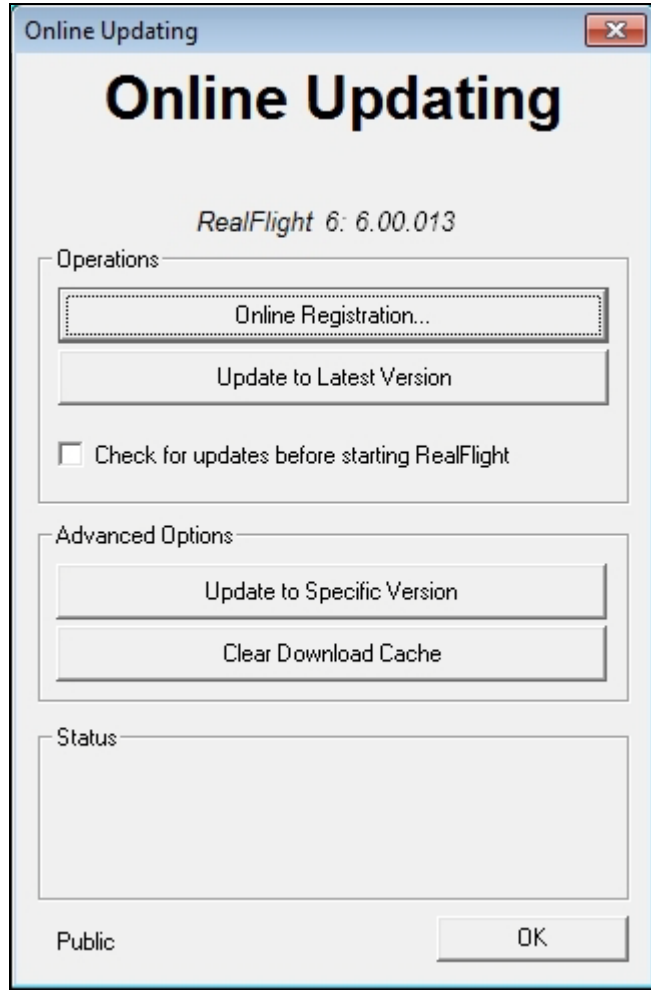 Online Updating
Online Updating
RealFlight 6: 6.00.013
Operations
Online Registration...
Update to Latest Version
Check for updates before starting RealFlight
Advanced Options
Update to Specific Version
Clear Download Cache
Status
Public
OK